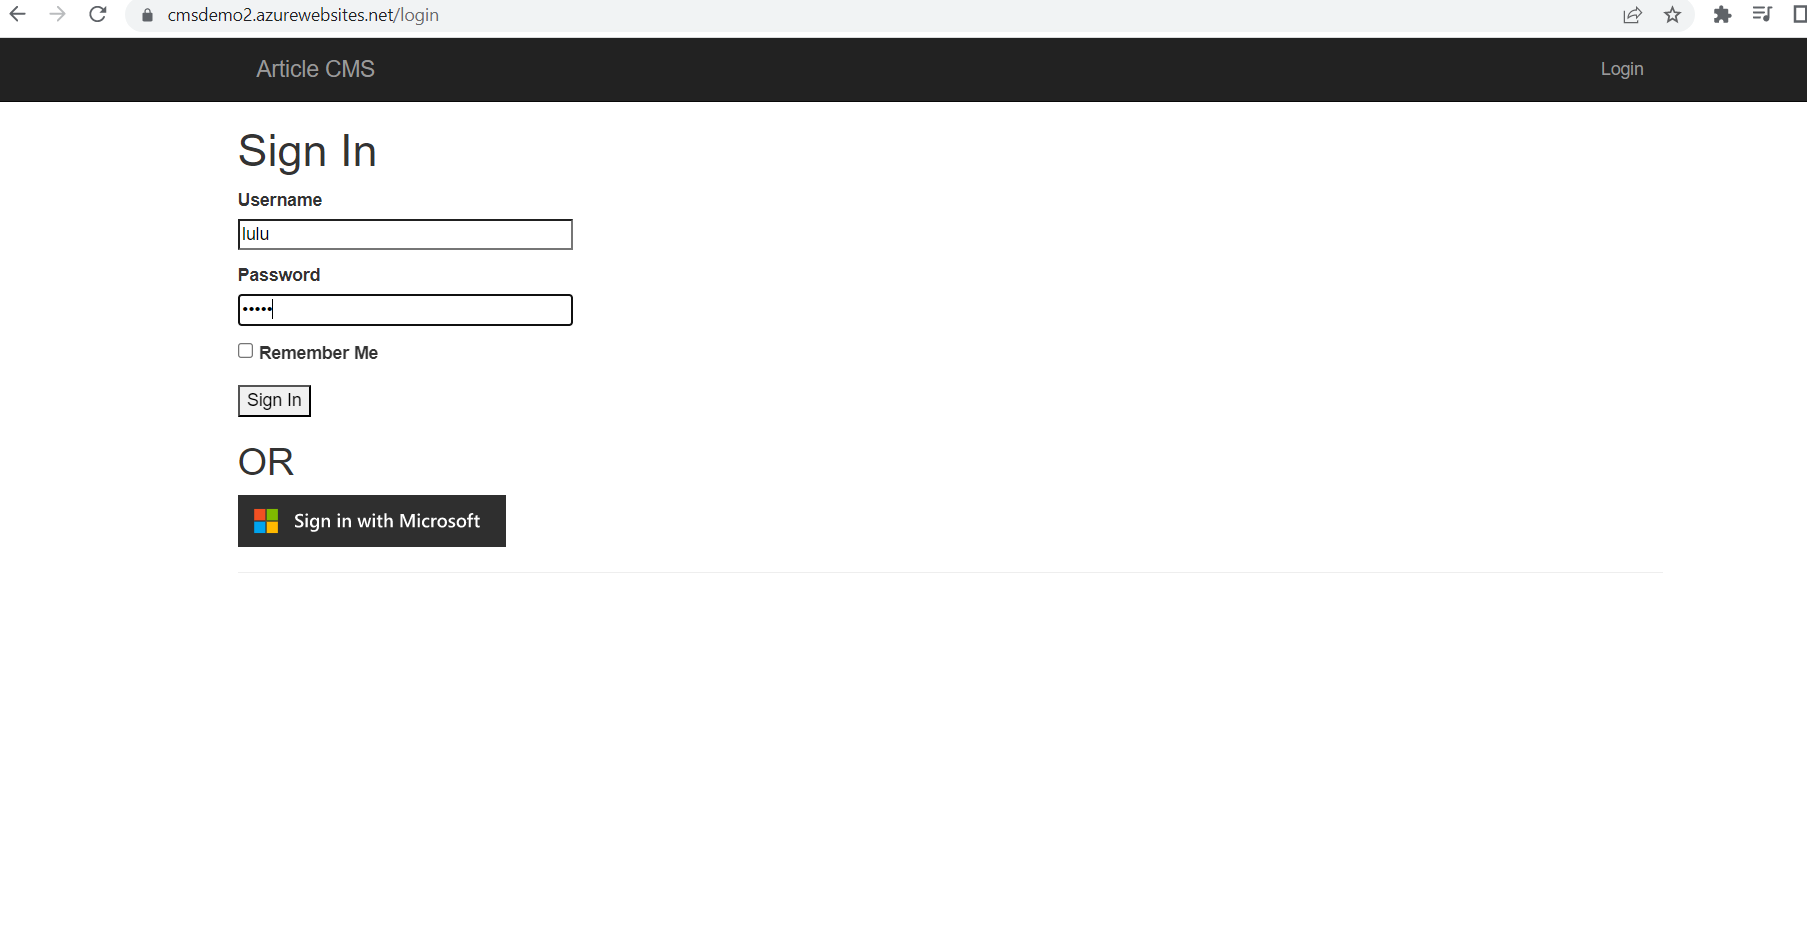 cmsdemo2.azurewebsites.net/login
Article CMS
Login
Sign In
Username
lulu
Password
•••••
Remember Me
Sign In
OR
Sign in with Microsoft